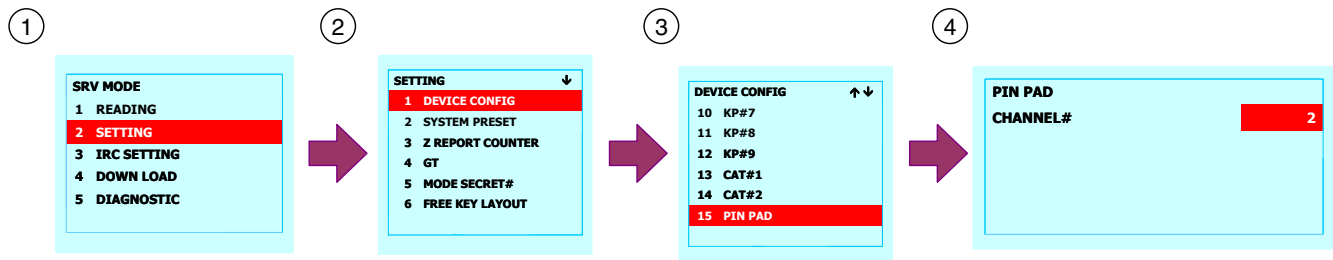 1
SRV MODE
1 READING
2 SETTING
3 IRC SETTING
4 DOWN LOAD
5 DIAGNOSTIC
2
SETTING ↓
1 DEVICE CONFIG
2 SYSTEM PRESET
3 Z REPORT COUNTER
4 GT
5 MODE SECRET#
6 FREE KEY LAYOUT
3
DEVICE CONFIG ↑↓
10 KP#7
11 KP#8
12 KP#9
13 CAT#1
14 CAT#2
15 PIN PAD
4
PIN PAD
CHANNEL# 2